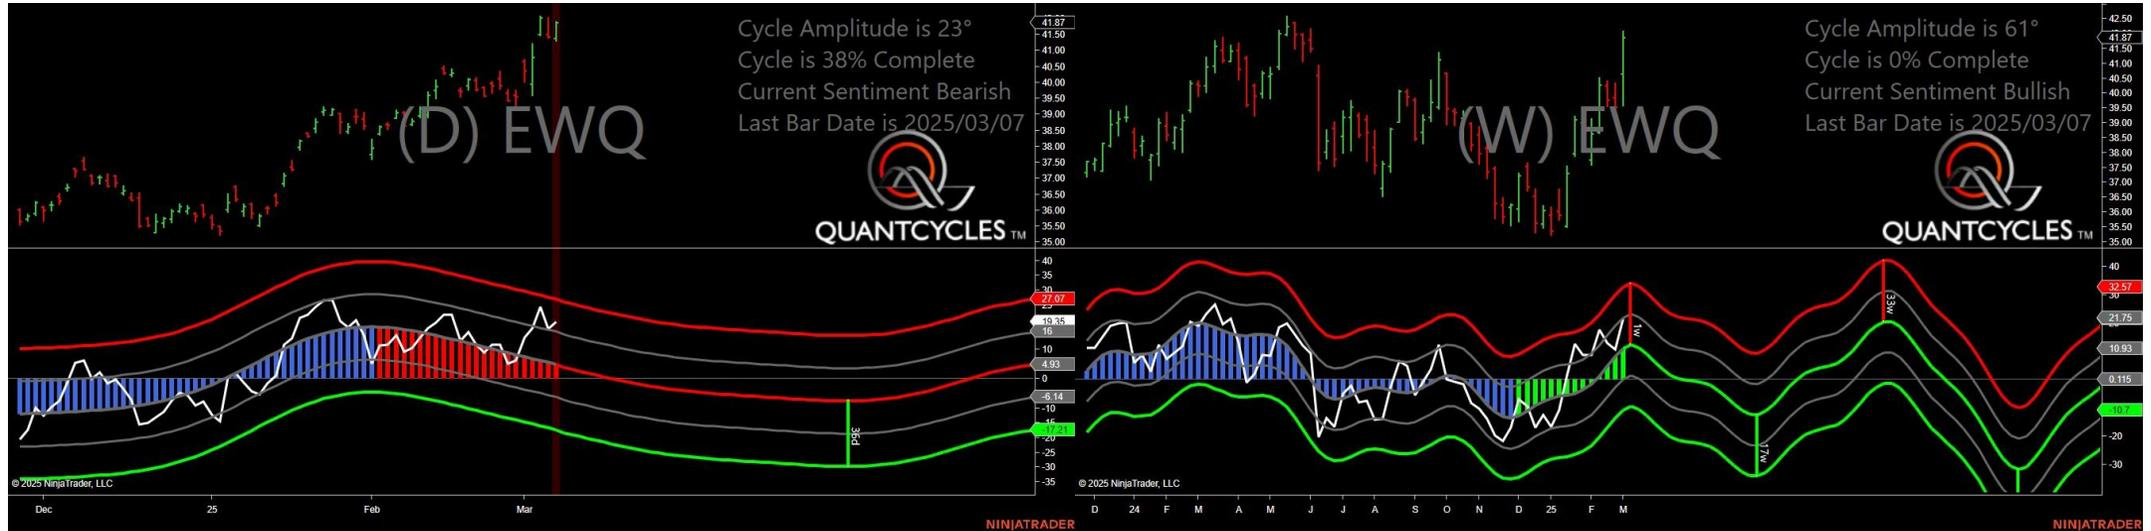 Cycle Amplitude is 23°
Cycle is 38% Complete
Current Sentiment Bearish
Last Bar Date is 2025/03/07
(D) EWQ
QUANTCYCLES TM
41.87
41.50
41.00
40.50
40.00
39.50
39.00
38.50
38.00
37.50
37.00
36.50
36.00
35.50
35.00
40
35
30
27.07
19.35
16
10
4.93
0
-6.14
-10
-17.21
-20
-25
-30
-35
36d
© 2025 NinjaTrader, LLC
Dec 25 Feb Mar
NINJATRADER
Cycle Amplitude is 61°
Cycle is 0% Complete
Current Sentiment Bullish
Last Bar Date is 2025/03/07
(W) EWQ
QUANTCYCLES TM
42.50
41.87
41.50
41.00
40.50
40.00
39.50
39.00
38.50
38.00
37.50
37.00
36.50
36.00
35.50
35.00
40
32.57
30
21.75
10.93
0.115
-10.7
-20
-30
1w
17w
33w
© 2025 NinjaTrader, LLC
D 24 F M A M J J A S O N D 25 F M
NINJATRADER